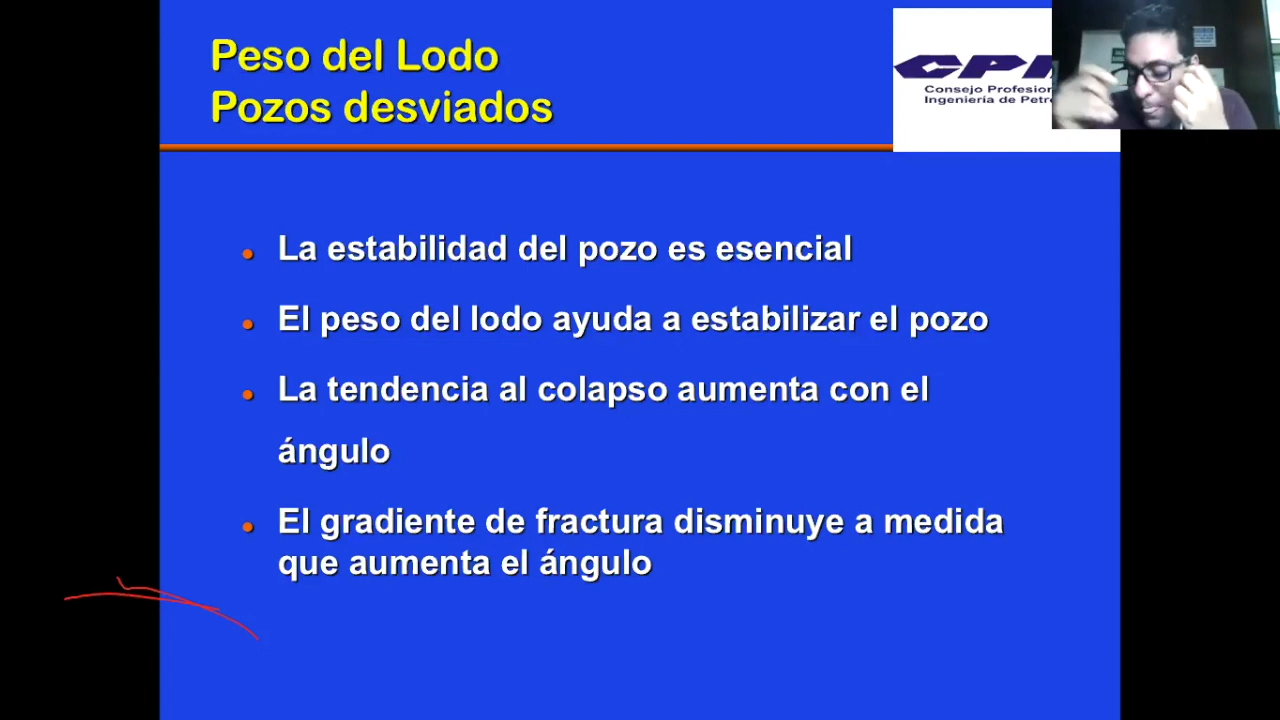 Peso del Lodo
Pozos desviados
Consejo
Ingeniería de
La estabilidad del pozo es esencial
El peso del lodo ayuda a estabilizar el pozo
La tendencia al colapso aumenta con el
ángulo
El gradiente de fractura disminuye a medida
que aumenta el ángulo